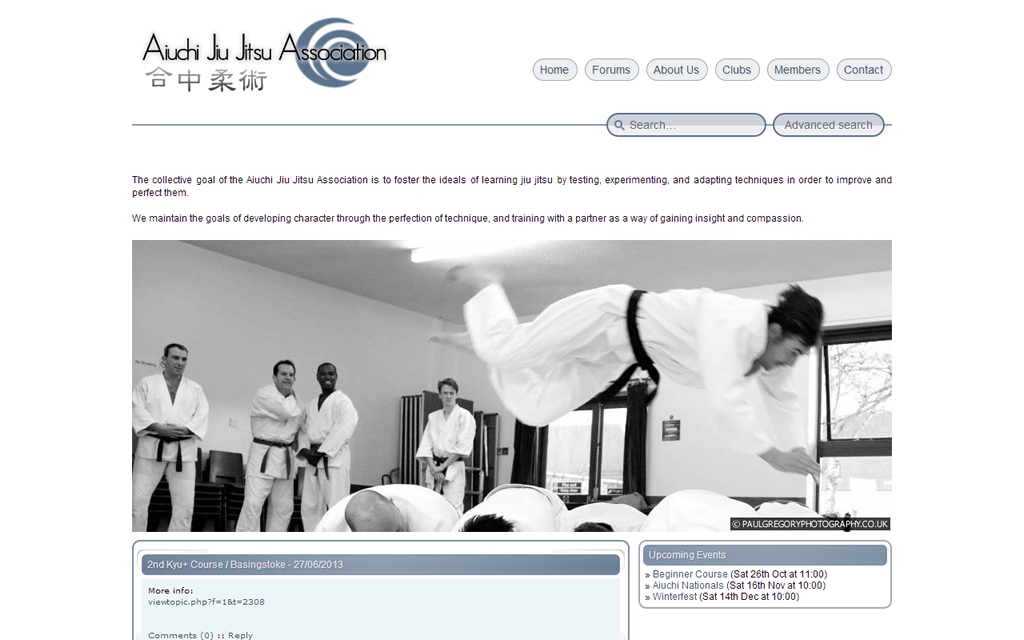 Aiuchi Jiu Jitsu Association
合中柔術
Home
Forums
About Us
Clubs
Members
Contact
Search…
Advanced search
The collective goal of the Aiuchi Jiu Jitsu Association is to foster the ideals of learning jiu jitsu by testing, experimenting, and adapting techniques in order to improve and
perfect them.
We maintain the goals of developing character through the perfection of technique, and training with a partner as a way of gaining insight and compassion.
© PAULGREGORYPHOTOGRAPHY.CO.UK
2nd Kyu+ Course / Basingstoke - 27/06/2013
More info:
viewtopic.php?f=1&t=2308
Comments (0) :: Reply
Upcoming Events
» Beginner Course (Sat 26th Oct at 11:00)
» Aiuchi Nationals (Sat 16th Nov at 10:00)
» Winterfest (Sat 14th Dec at 10:00)